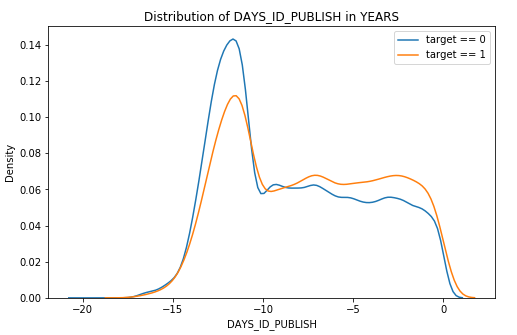 Distribution of DAYS_ID_PUBLISH in YEARS
target == 0
target == 1
Density
0.14
0.12
0.10
0.08
0.06
0.04
0.02
0.00
−20
−15
−10
−5
0
DAYS_ID_PUBLISH